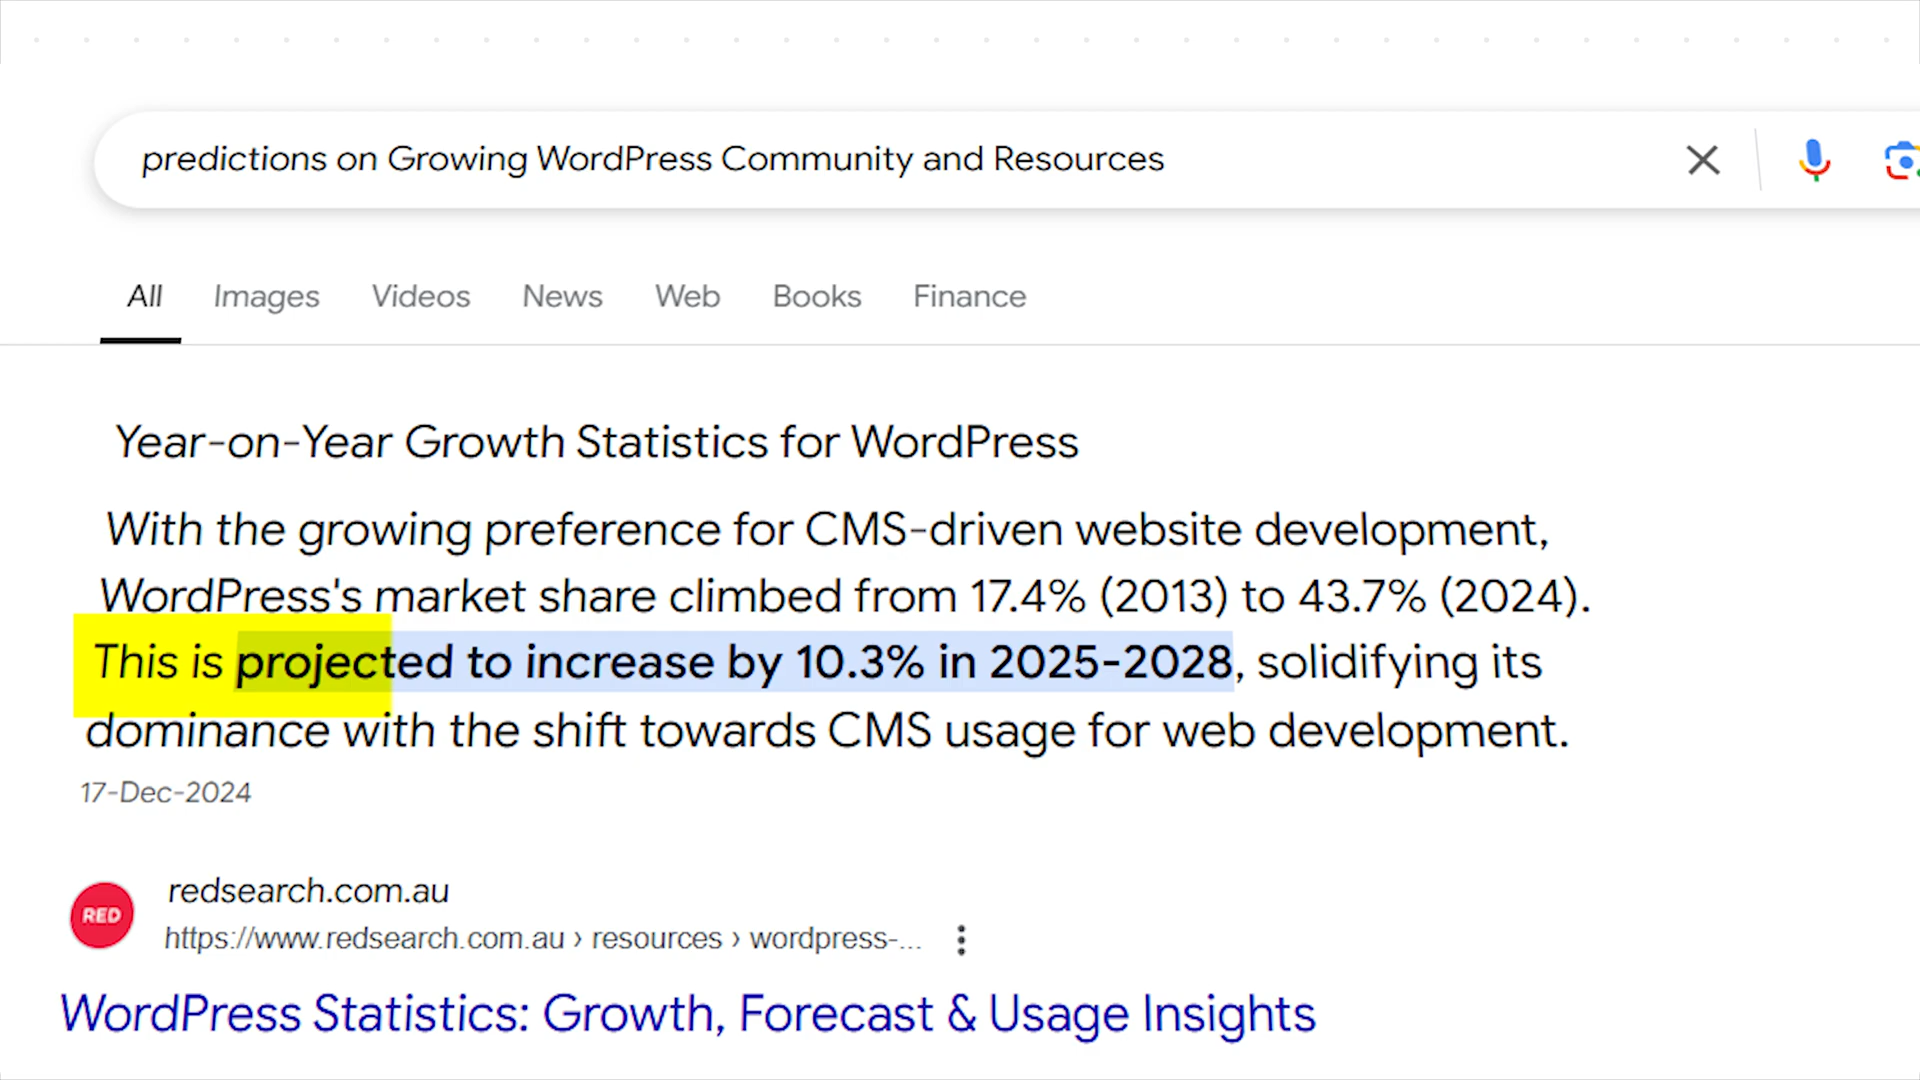 predictions on Growing WordPress Community and Resources
All Images Videos News Web Books Finance
Year-on-Year Growth Statistics for WordPress
With the growing preference for CMS-driven website development,
WordPress's market share climbed from 17.4% (2013) to 43.7% (2024).
This is projected to increase by 10.3% in 2025-2028, solidifying its
dominance with the shift towards CMS usage for web development.
17-Dec-2024
RED
redsearch.com.au
https://www.redsearch.com.au › resources › wordpress-...
WordPress Statistics: Growth, Forecast & Usage Insights